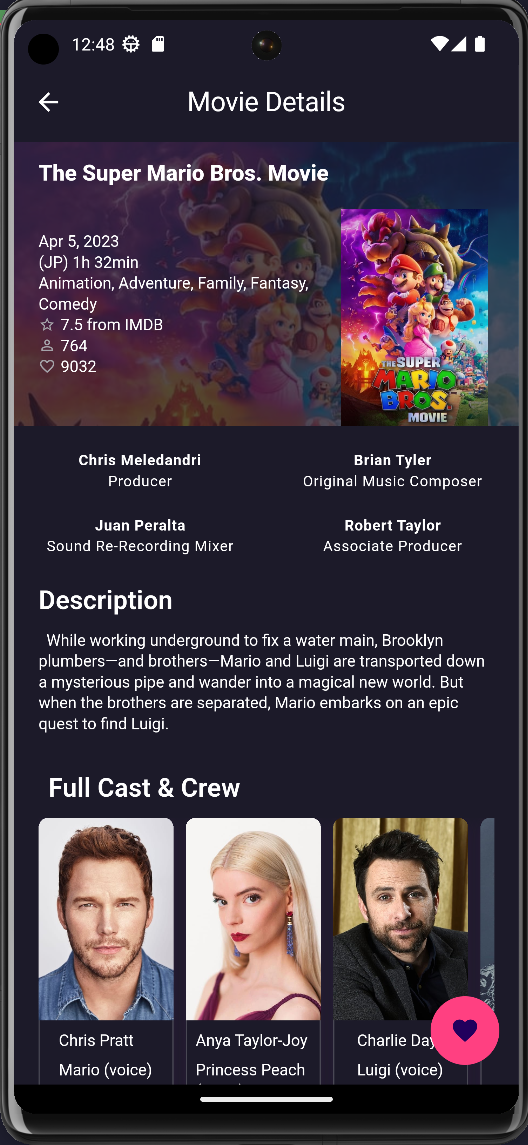 12:48
Movie Details
The Super Mario Bros. Movie
Apr 5, 2023
(JP) 1h 32min
Animation, Adventure, Family, Fantasy,
Comedy
7.5 from IMDB
764
9032
THE SUPER
MARIO
BROS.
MOVIE
Chris Meledandri
Producer
Brian Tyler
Original Music Composer
Juan Peralta
Sound Re-Recording Mixer
Robert Taylor
Associate Producer
Description
While working underground to fix a water main, Brooklyn
plumbers—and brothers—Mario and Luigi are transported down
a mysterious pipe and wander into a magical new world. But
when the brothers are separated, Mario embarks on an epic
quest to find Luigi.
Full Cast & Crew
Chris Pratt
Mario (voice)
Anya Taylor-Joy
Princess Peach
Charlie Day
Luigi (voice)